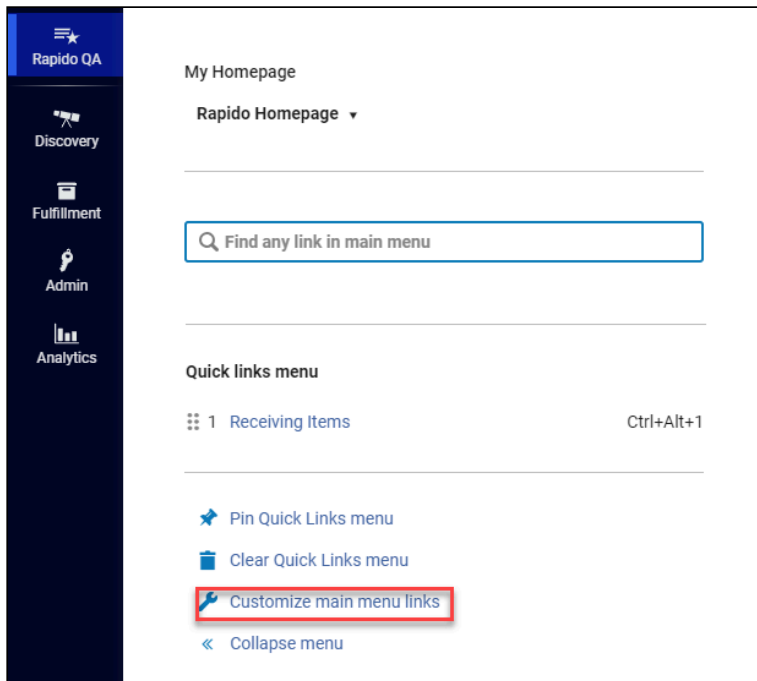 Rapido QA
Discovery
Fulfillment
Admin
Analytics
My Homepage
Rapido Homepage
Find any link in main menu
Quick links menu
1 Receiving Items Ctrl+Alt+1
Pin Quick Links menu
Clear Quick Links menu
Customize main menu links
Collapse menu